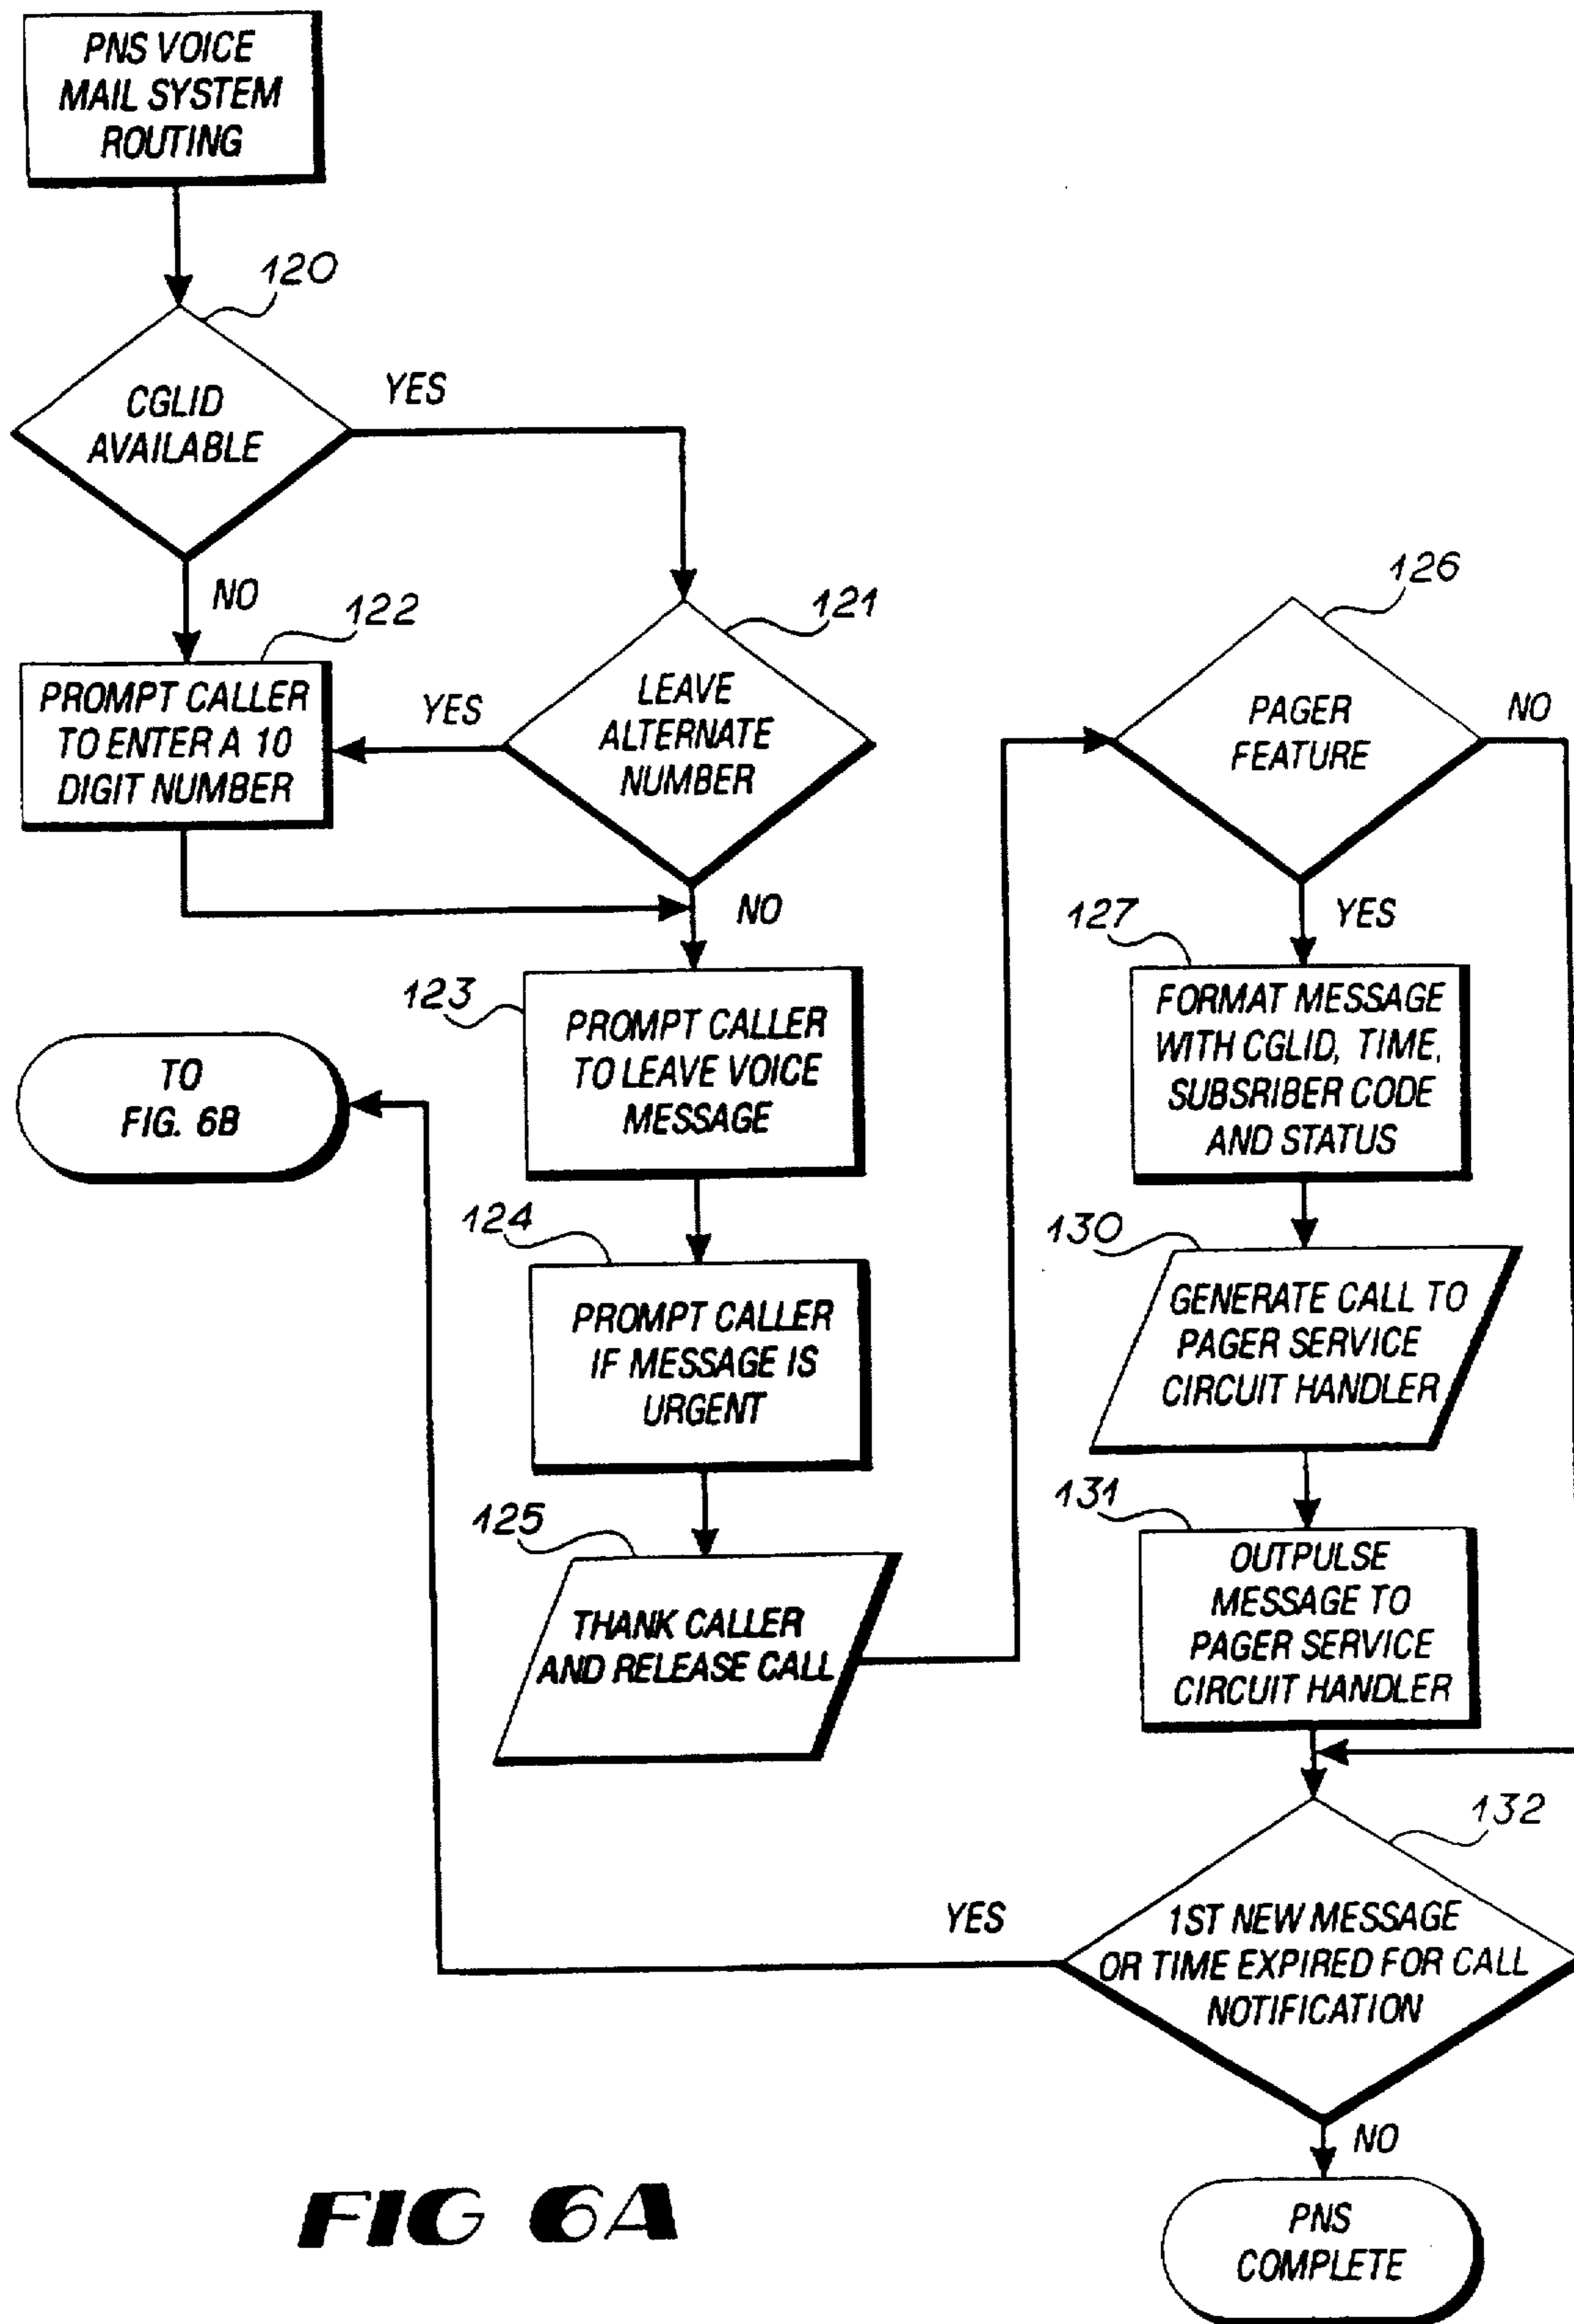 PNS VOICE
MAIL SYSTEM
ROUTING
120
CGLID
AVAILABLE
YES
NO
122
PROMPT CALLER
TO ENTER A 10
DIGIT NUMBER
YES
121
LEAVE
ALTERNATE
NUMBER
NO
123
PROMPT CALLER
TO LEAVE VOICE
MESSAGE
TO
FIG. 6B
124
PROMPT CALLER
IF MESSAGE IS
URGENT
125
THANK CALLER
AND RELEASE CALL
126
PAGER
FEATURE
NO
YES
127
FORMAT MESSAGE
WITH CGLID, TIME,
SUBSRIBER CODE
AND STATUS
130
GENERATE CALL TO
PAGER SERVICE
CIRCUIT HANDLER
131
OUTPULSE
MESSAGE TO
PAGER SERVICE
CIRCUIT HANDLER
132
YES
1ST NEW MESSAGE
OR TIME EXPIRED FOR CALL
NOTIFICATION
NO
PNS
COMPLETE
FIG 6A